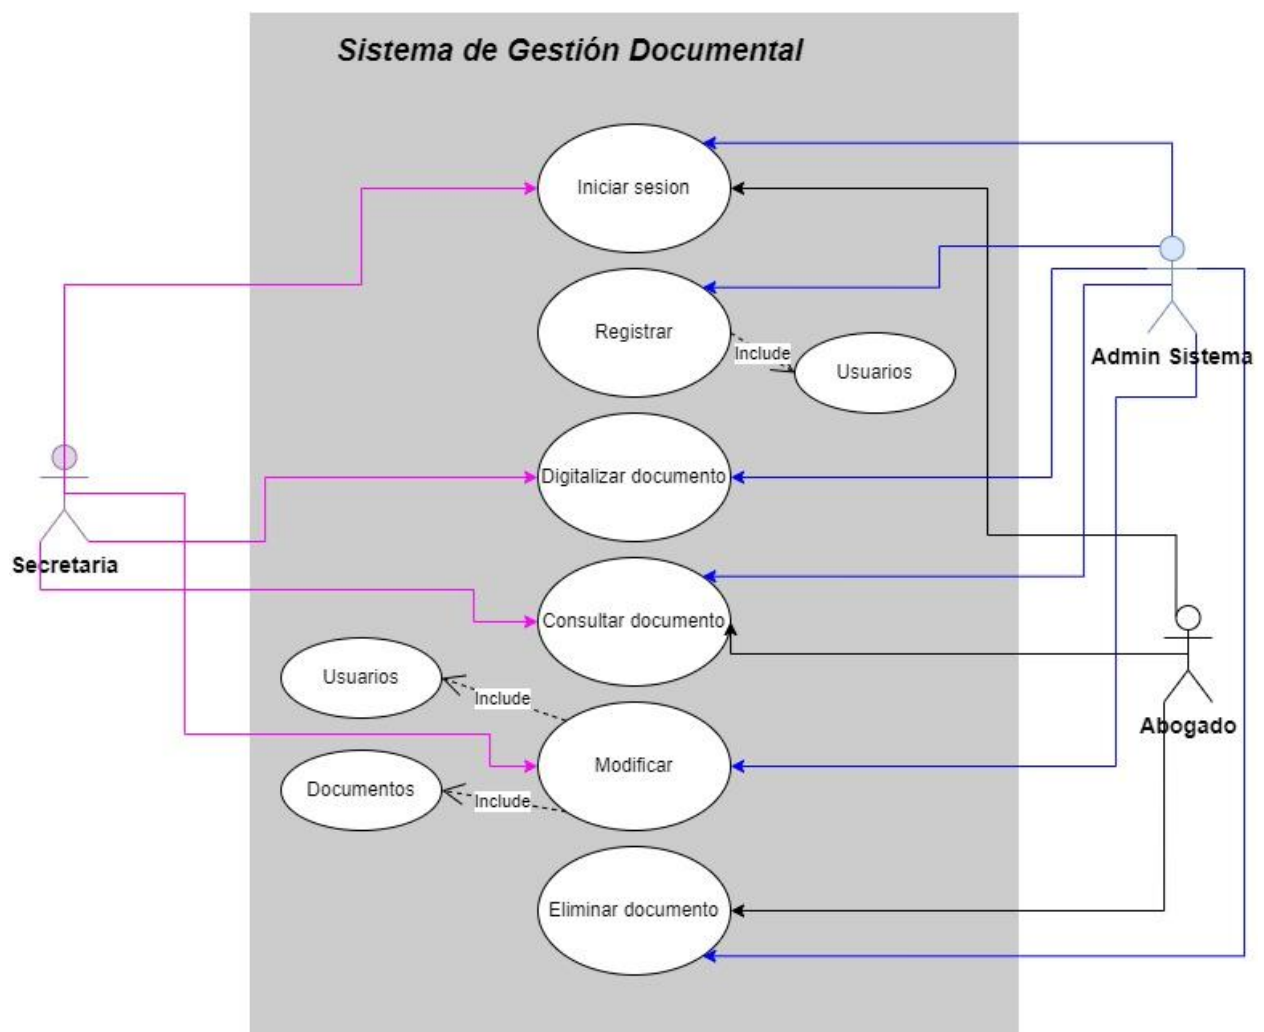 Sistema de Gestión Documental
Iniciar sesion
Registrar
Include
Usuarios
Admin Sistema
Digitalizar documento
Secretaria
Consultar documento
Usuarios
Include
Abogado
Modificar
Documentos
Include
Eliminar documento